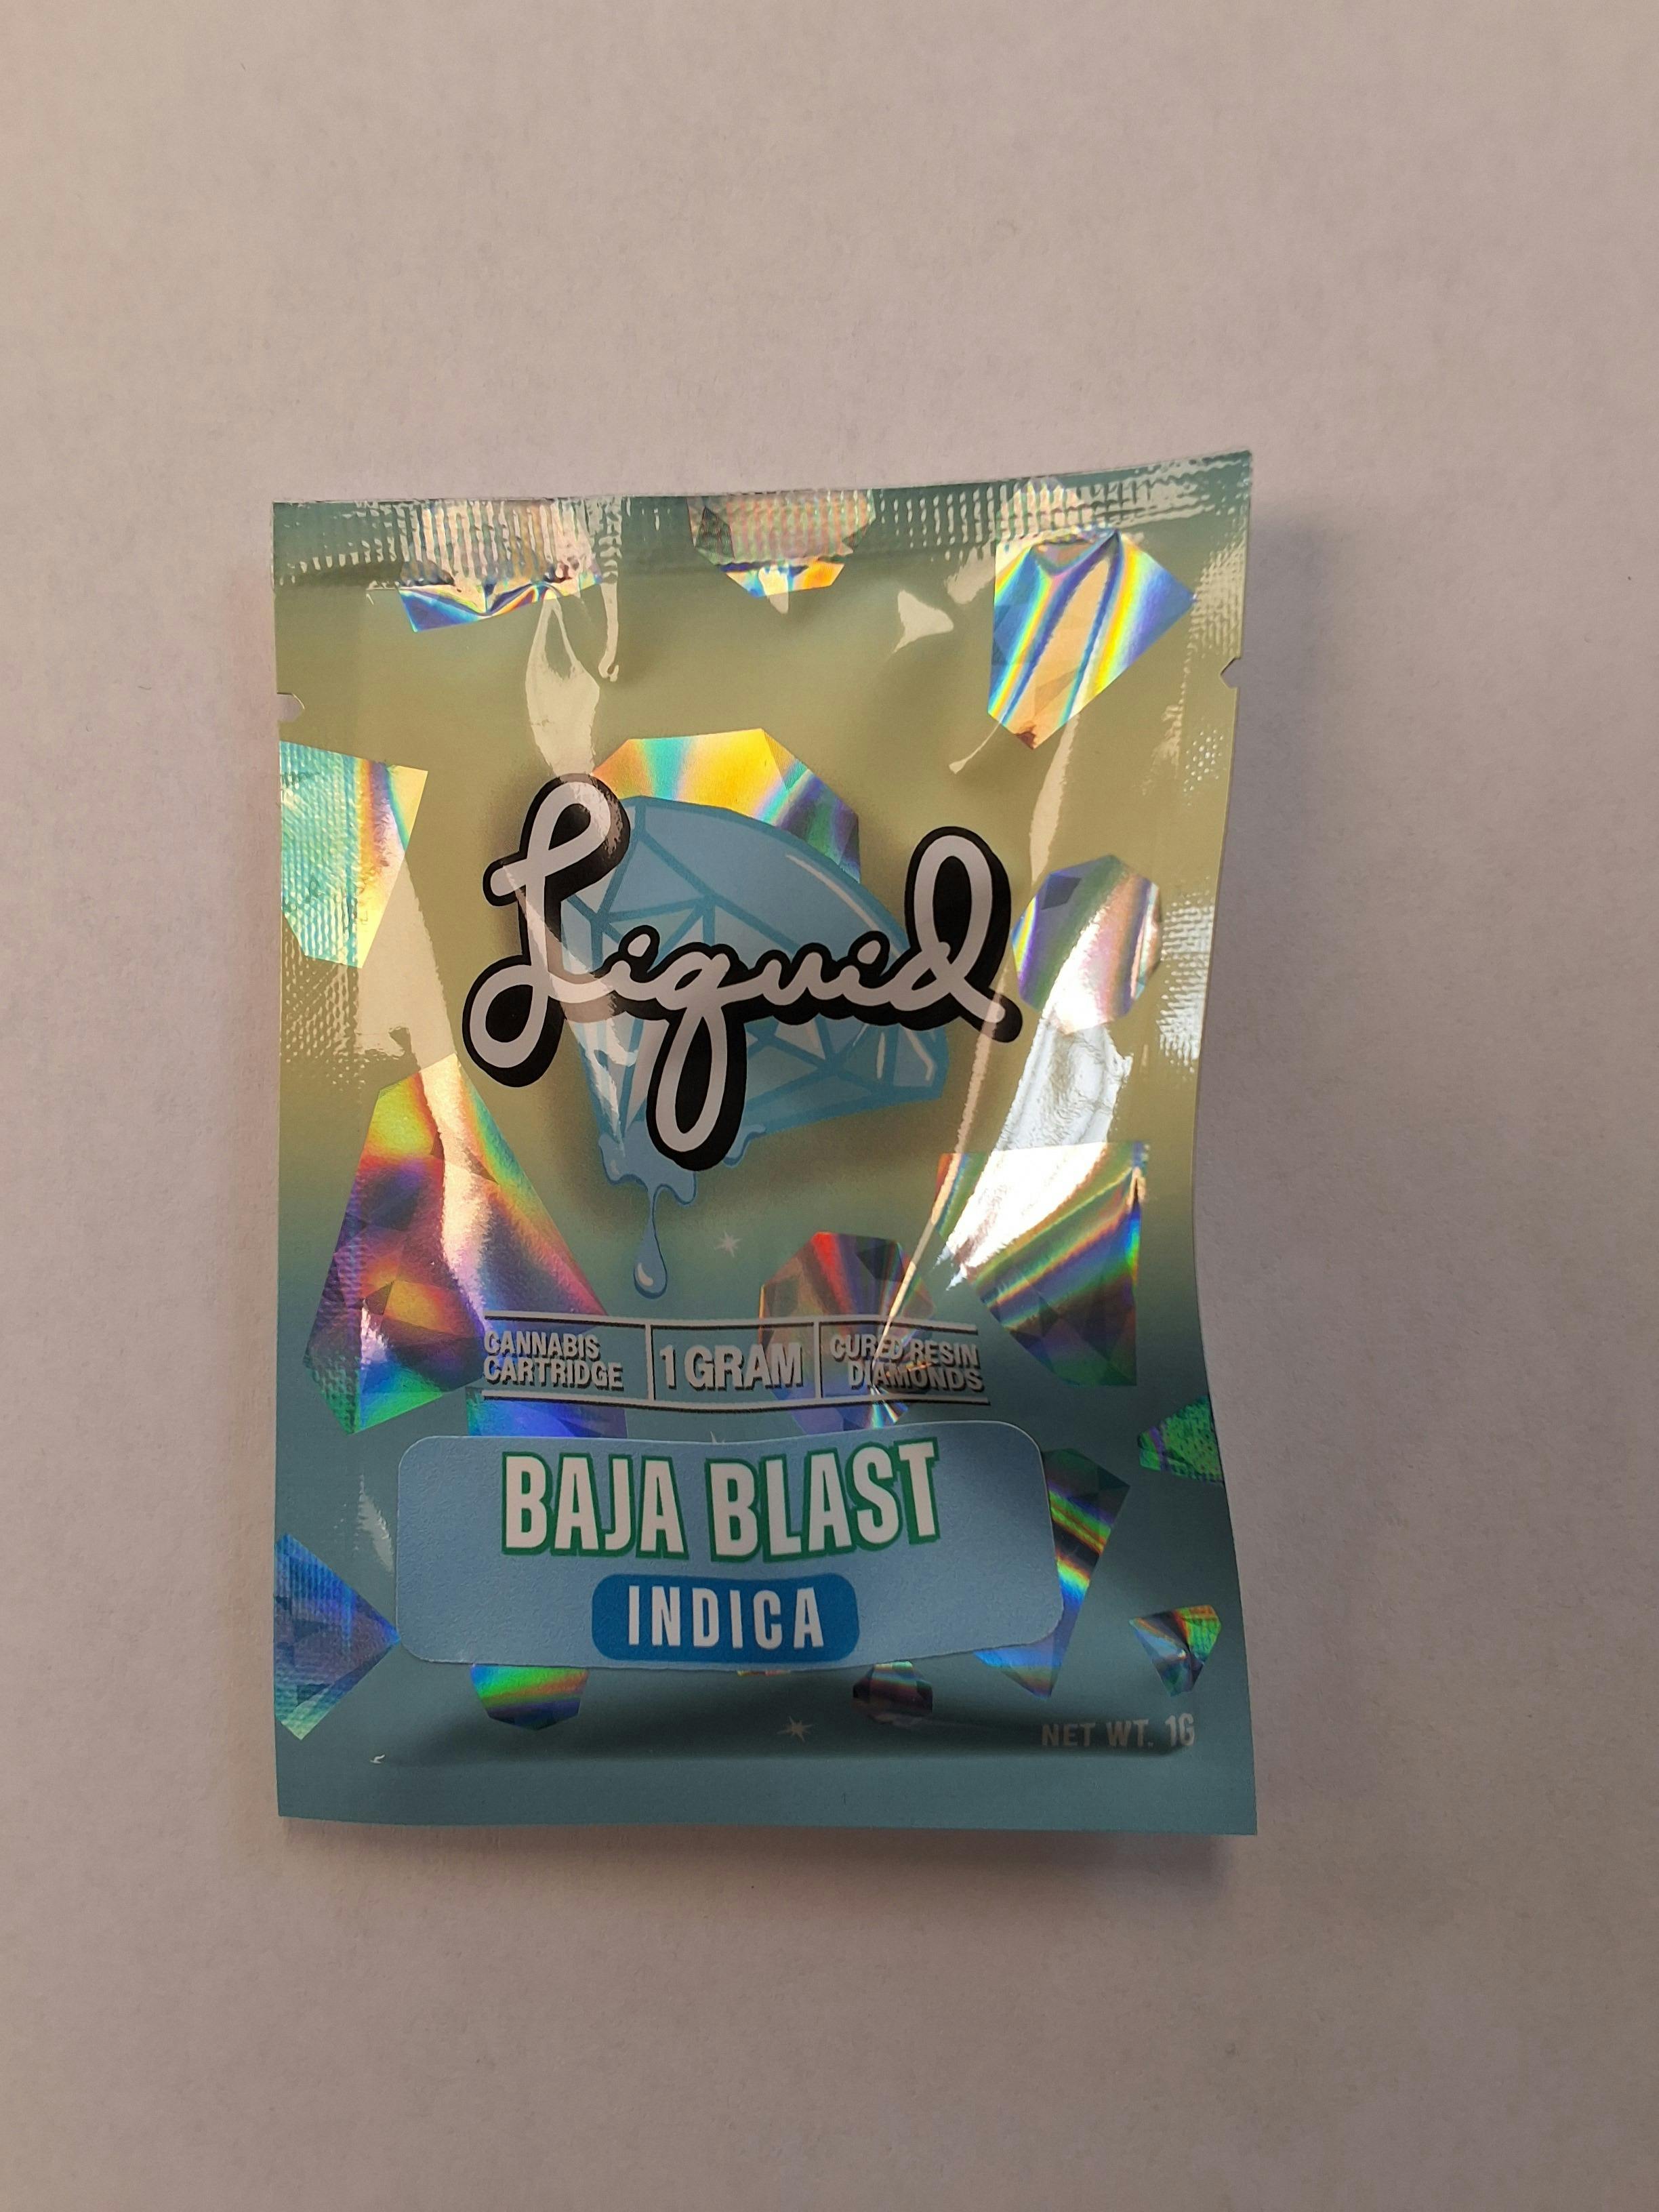 Liquid
CANNABIS
CARTRIDGE
1 GRAM
CURED RESIN
DIAMONDS
BAJA BLAST
INDICA
NET WT. 1G